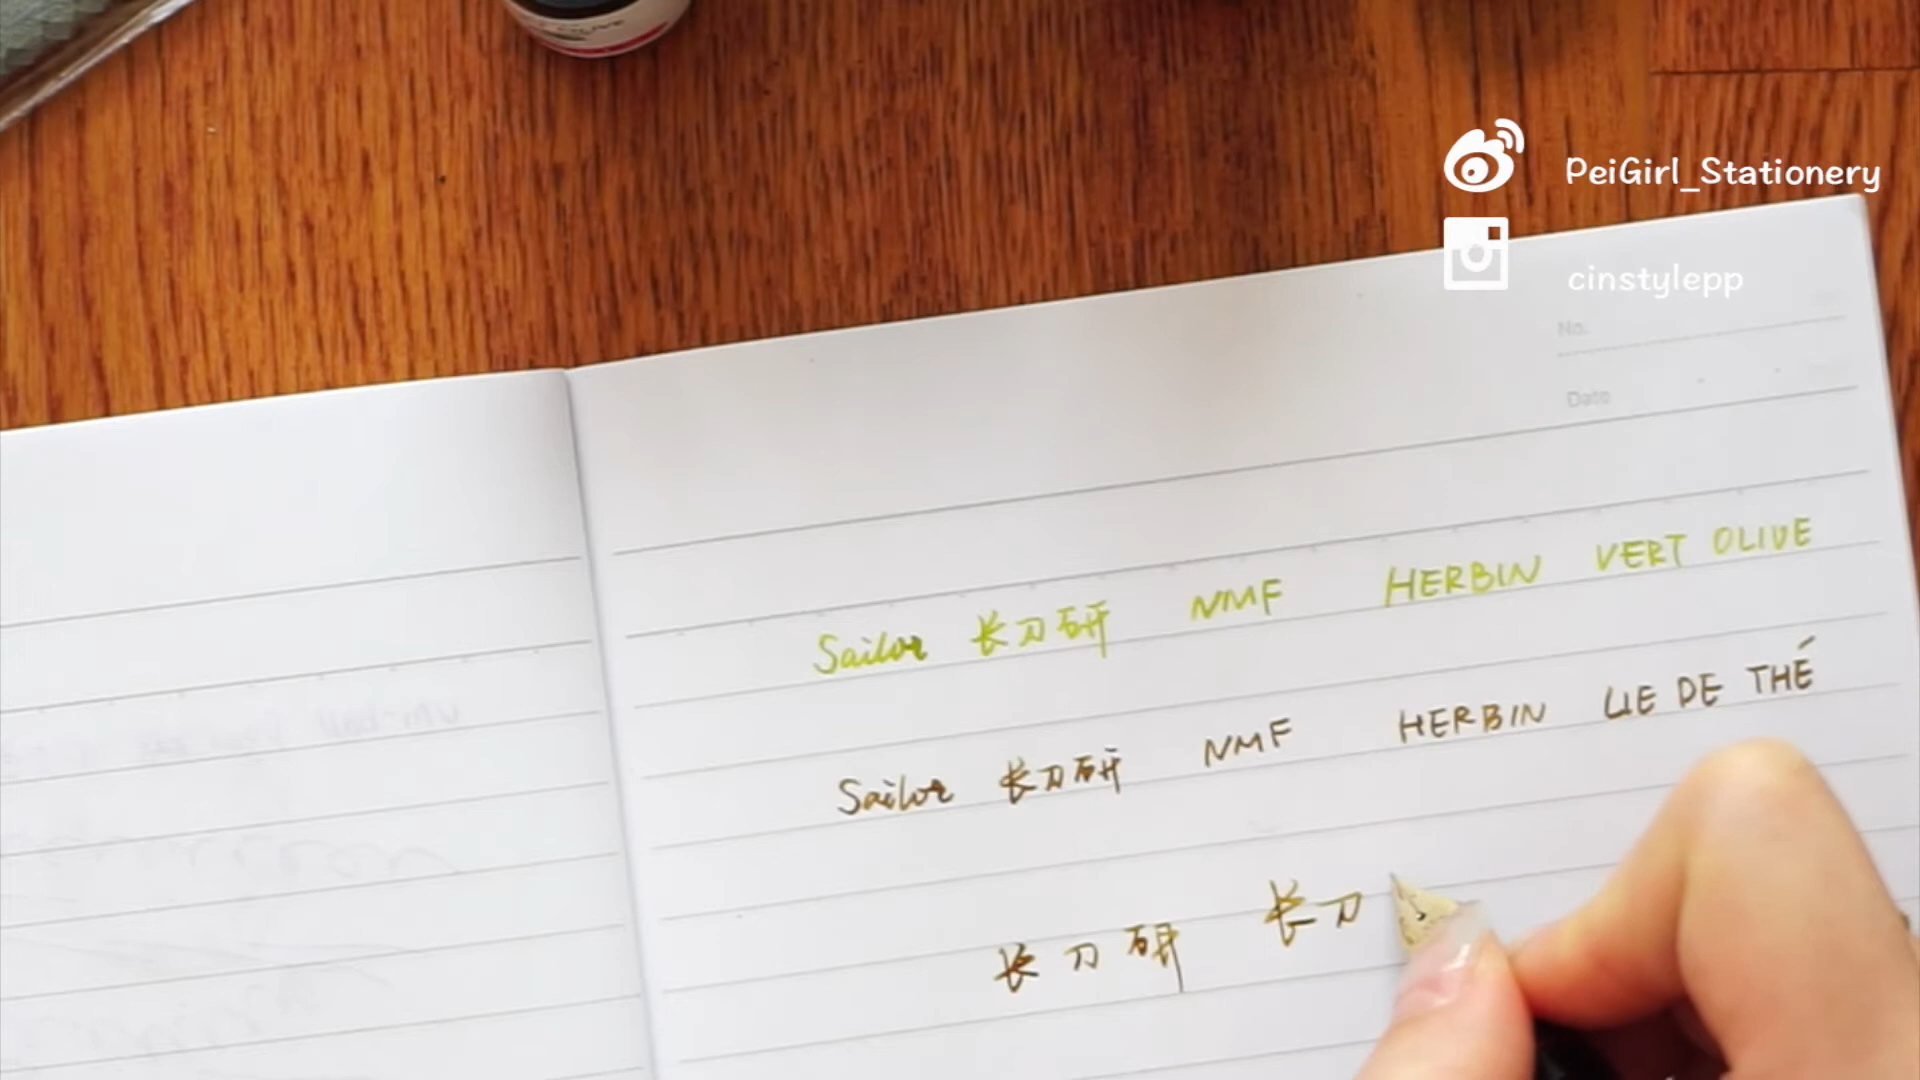 OLIVE
PeiGirl_Stationery
cinstylepp
No.
Date
Sailor 长刀研 NMF HERBIN VERT OLIVE
Sailor 长刀研 NMF HERBIN LIE DE THÉ
长刀研 长刀